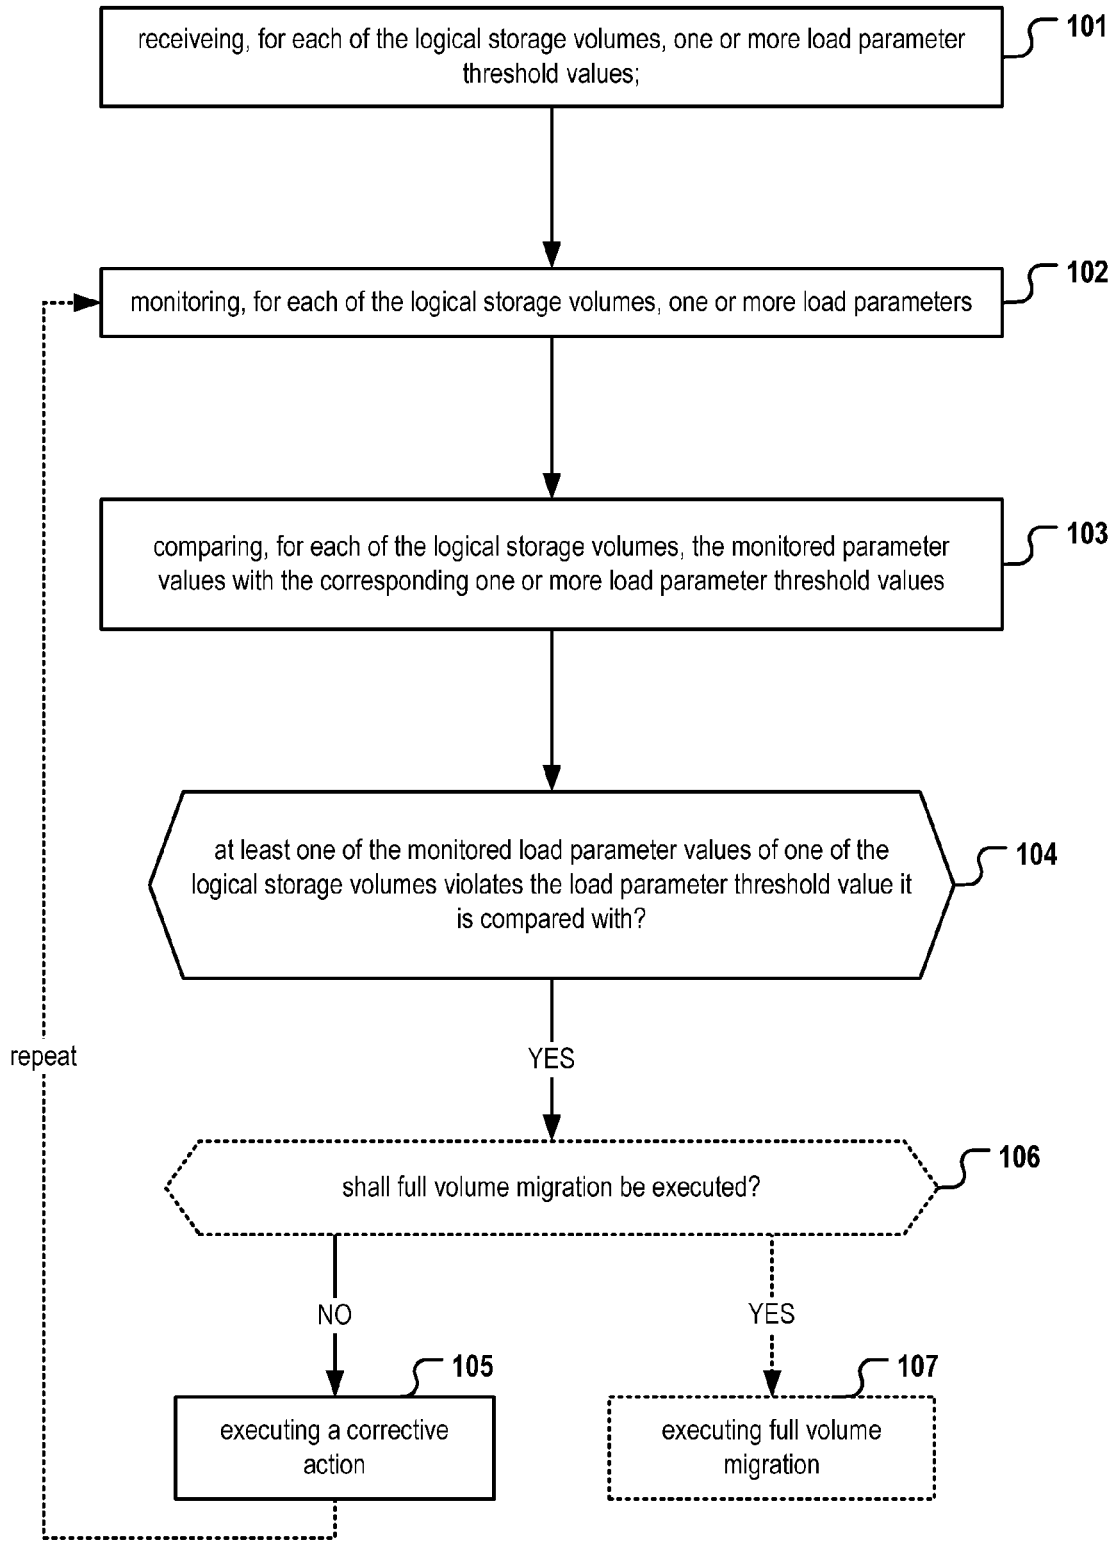 101
receiveing, for each of the logical storage volumes, one or more load parameter
threshold values;
102
monitoring, for each of the logical storage volumes, one or more load parameters
103
comparing, for each of the logical storage volumes, the monitored parameter
values with the corresponding one or more load parameter threshold values
104
at least one of the monitored load parameter values of one of the
logical storage volumes violates the load parameter threshold value it
is compared with?
repeat
YES
106
shall full volume migration be executed?
NO
YES
105
107
executing a corrective
action
executing full volume
migration